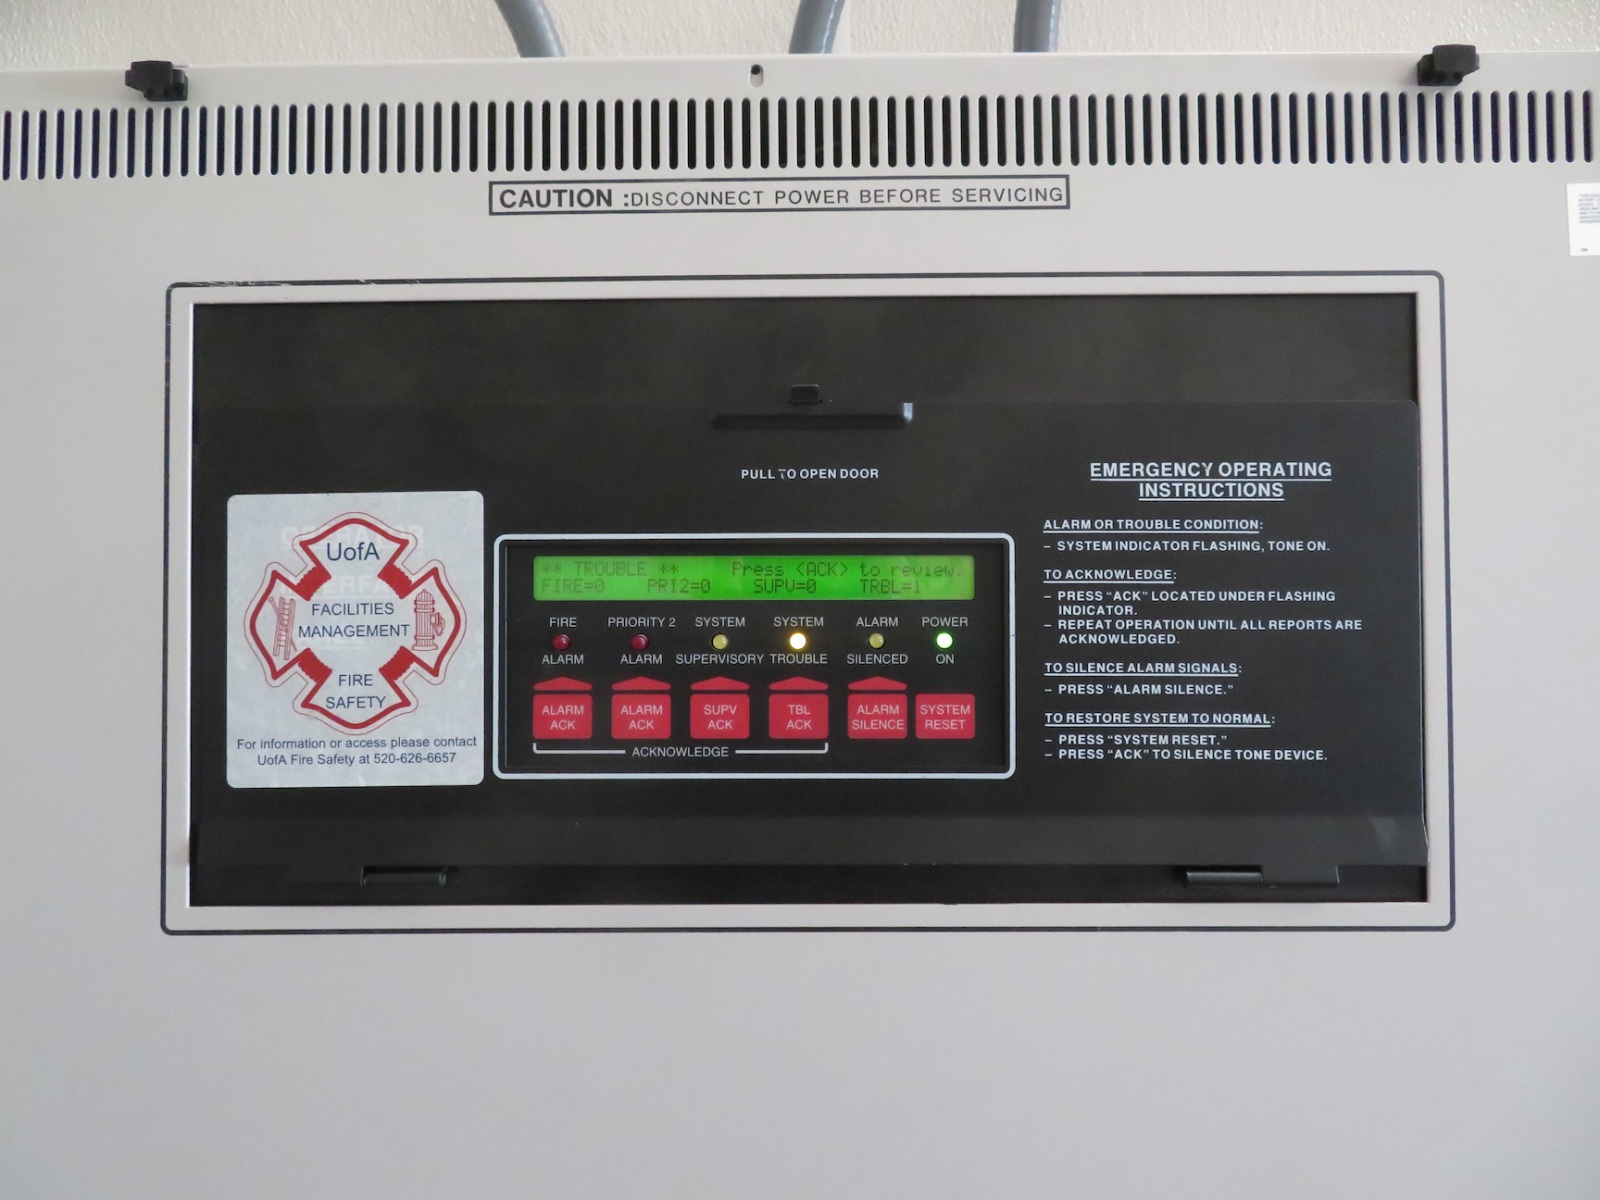 CAUTION :DISCONNECT POWER BEFORE SERVICING
PULL TO OPEN DOOR
UofA
FACILITIES
MANAGEMENT
FIRE
SAFETY
For information or access please contact
UofA Fire Safety at 520-626-6657
** TROUBLE ** Press <ACK> to review.
FIRE=0 PRI2=0 SUPV=0 TRBL=1
FIRE PRIORITY 2 SYSTEM SYSTEM ALARM POWER
ALARM ALARM SUPERVISORY TROUBLE SILENCED ON
ALARM ALARM SUPV TBL ALARM SYSTEM
ACK ACK ACK ACK SILENCE RESET
ACKNOWLEDGE
EMERGENCY OPERATING
INSTRUCTIONS
ALARM OR TROUBLE CONDITION:
– SYSTEM INDICATOR FLASHING, TONE ON.
TO ACKNOWLEDGE:
– PRESS “ACK” LOCATED UNDER FLASHING
INDICATOR.
– REPEAT OPERATION UNTIL ALL REPORTS ARE
ACKNOWLEDGED.
TO SILENCE ALARM SIGNALS:
– PRESS “ALARM SILENCE.”
TO RESTORE SYSTEM TO NORMAL:
– PRESS “SYSTEM RESET.”
– PRESS “ACK” TO SILENCE TONE DEVICE.